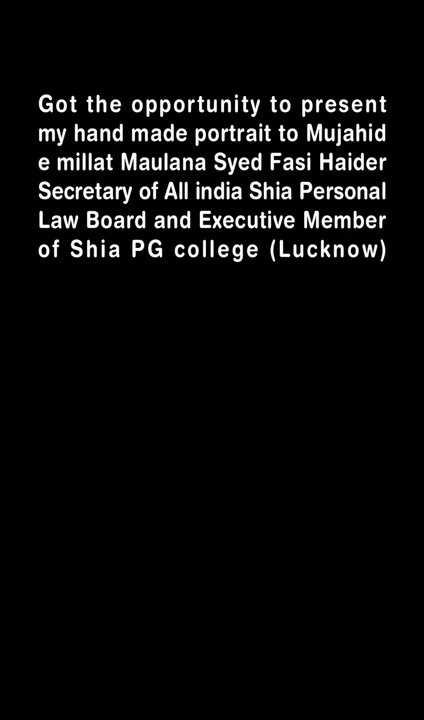 Got the opportunity to present
my hand made portrait to Mujahid
e millat Maulana Syed Fasi Haider
Secretary of All india Shia Personal
Law Board and Executive Member
of Shia PG college (Lucknow)